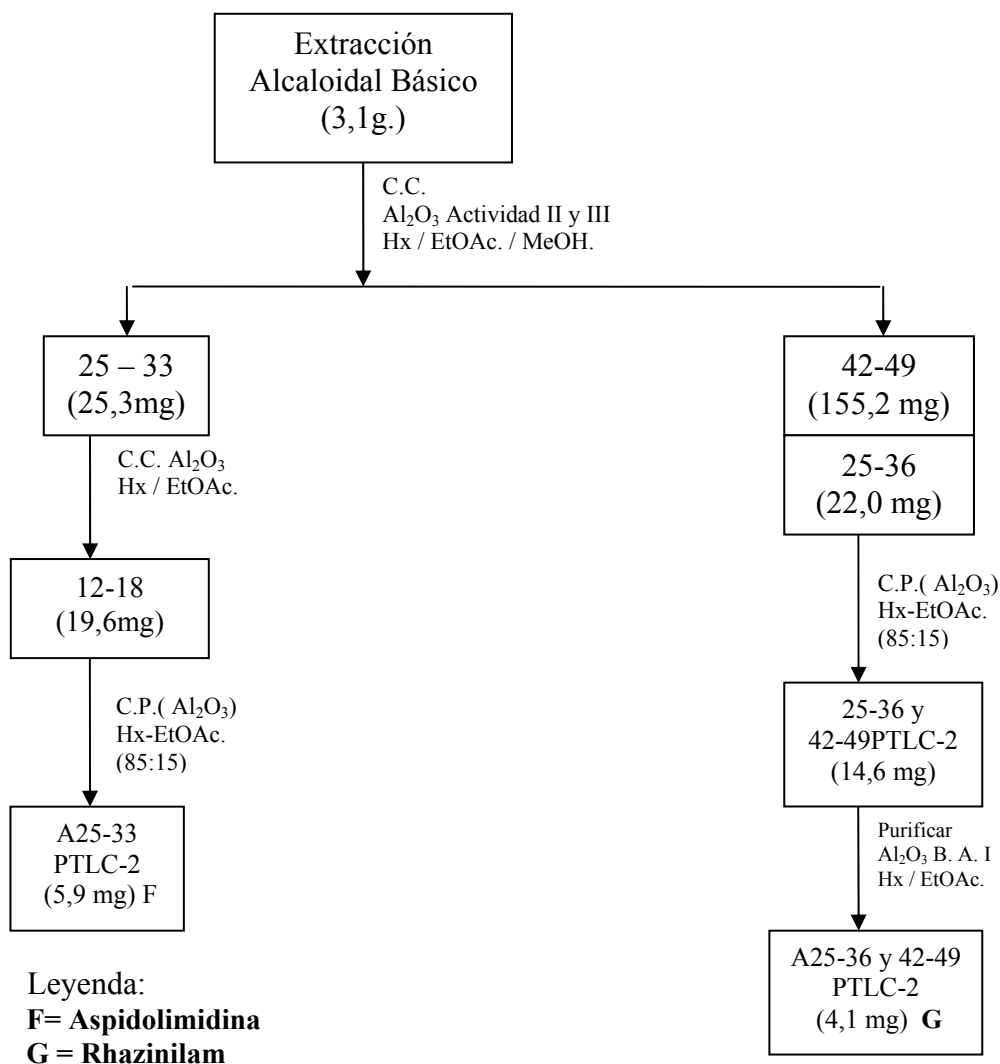 Extracción
Alcaloidal Básico
(3,1g.)
C.C.
Al₂O₃ Actividad II y III
Hx / EtOAc. / MeOH.
25 – 33
(25,3mg)
C.C. Al₂O₃
Hx / EtOAc.
12-18
(19,6mg)
C.P.( Al₂O₃)
Hx-EtOAc.
(85:15)
A25-33
PTLC-2
(5,9 mg) F
42-49
(155,2 mg)
25-36
(22,0 mg)
C.P.( Al₂O₃)
Hx-EtOAc.
(85:15)
25-36 y
42-49PTLC-2
(14,6 mg)
Purificar
Al₂O₃ B. A. I
Hx / EtOAc.
A25-36 y 42-49
PTLC-2
(4,1 mg) G
Leyenda:
F= Aspidolimidina
G = Rhazinilam